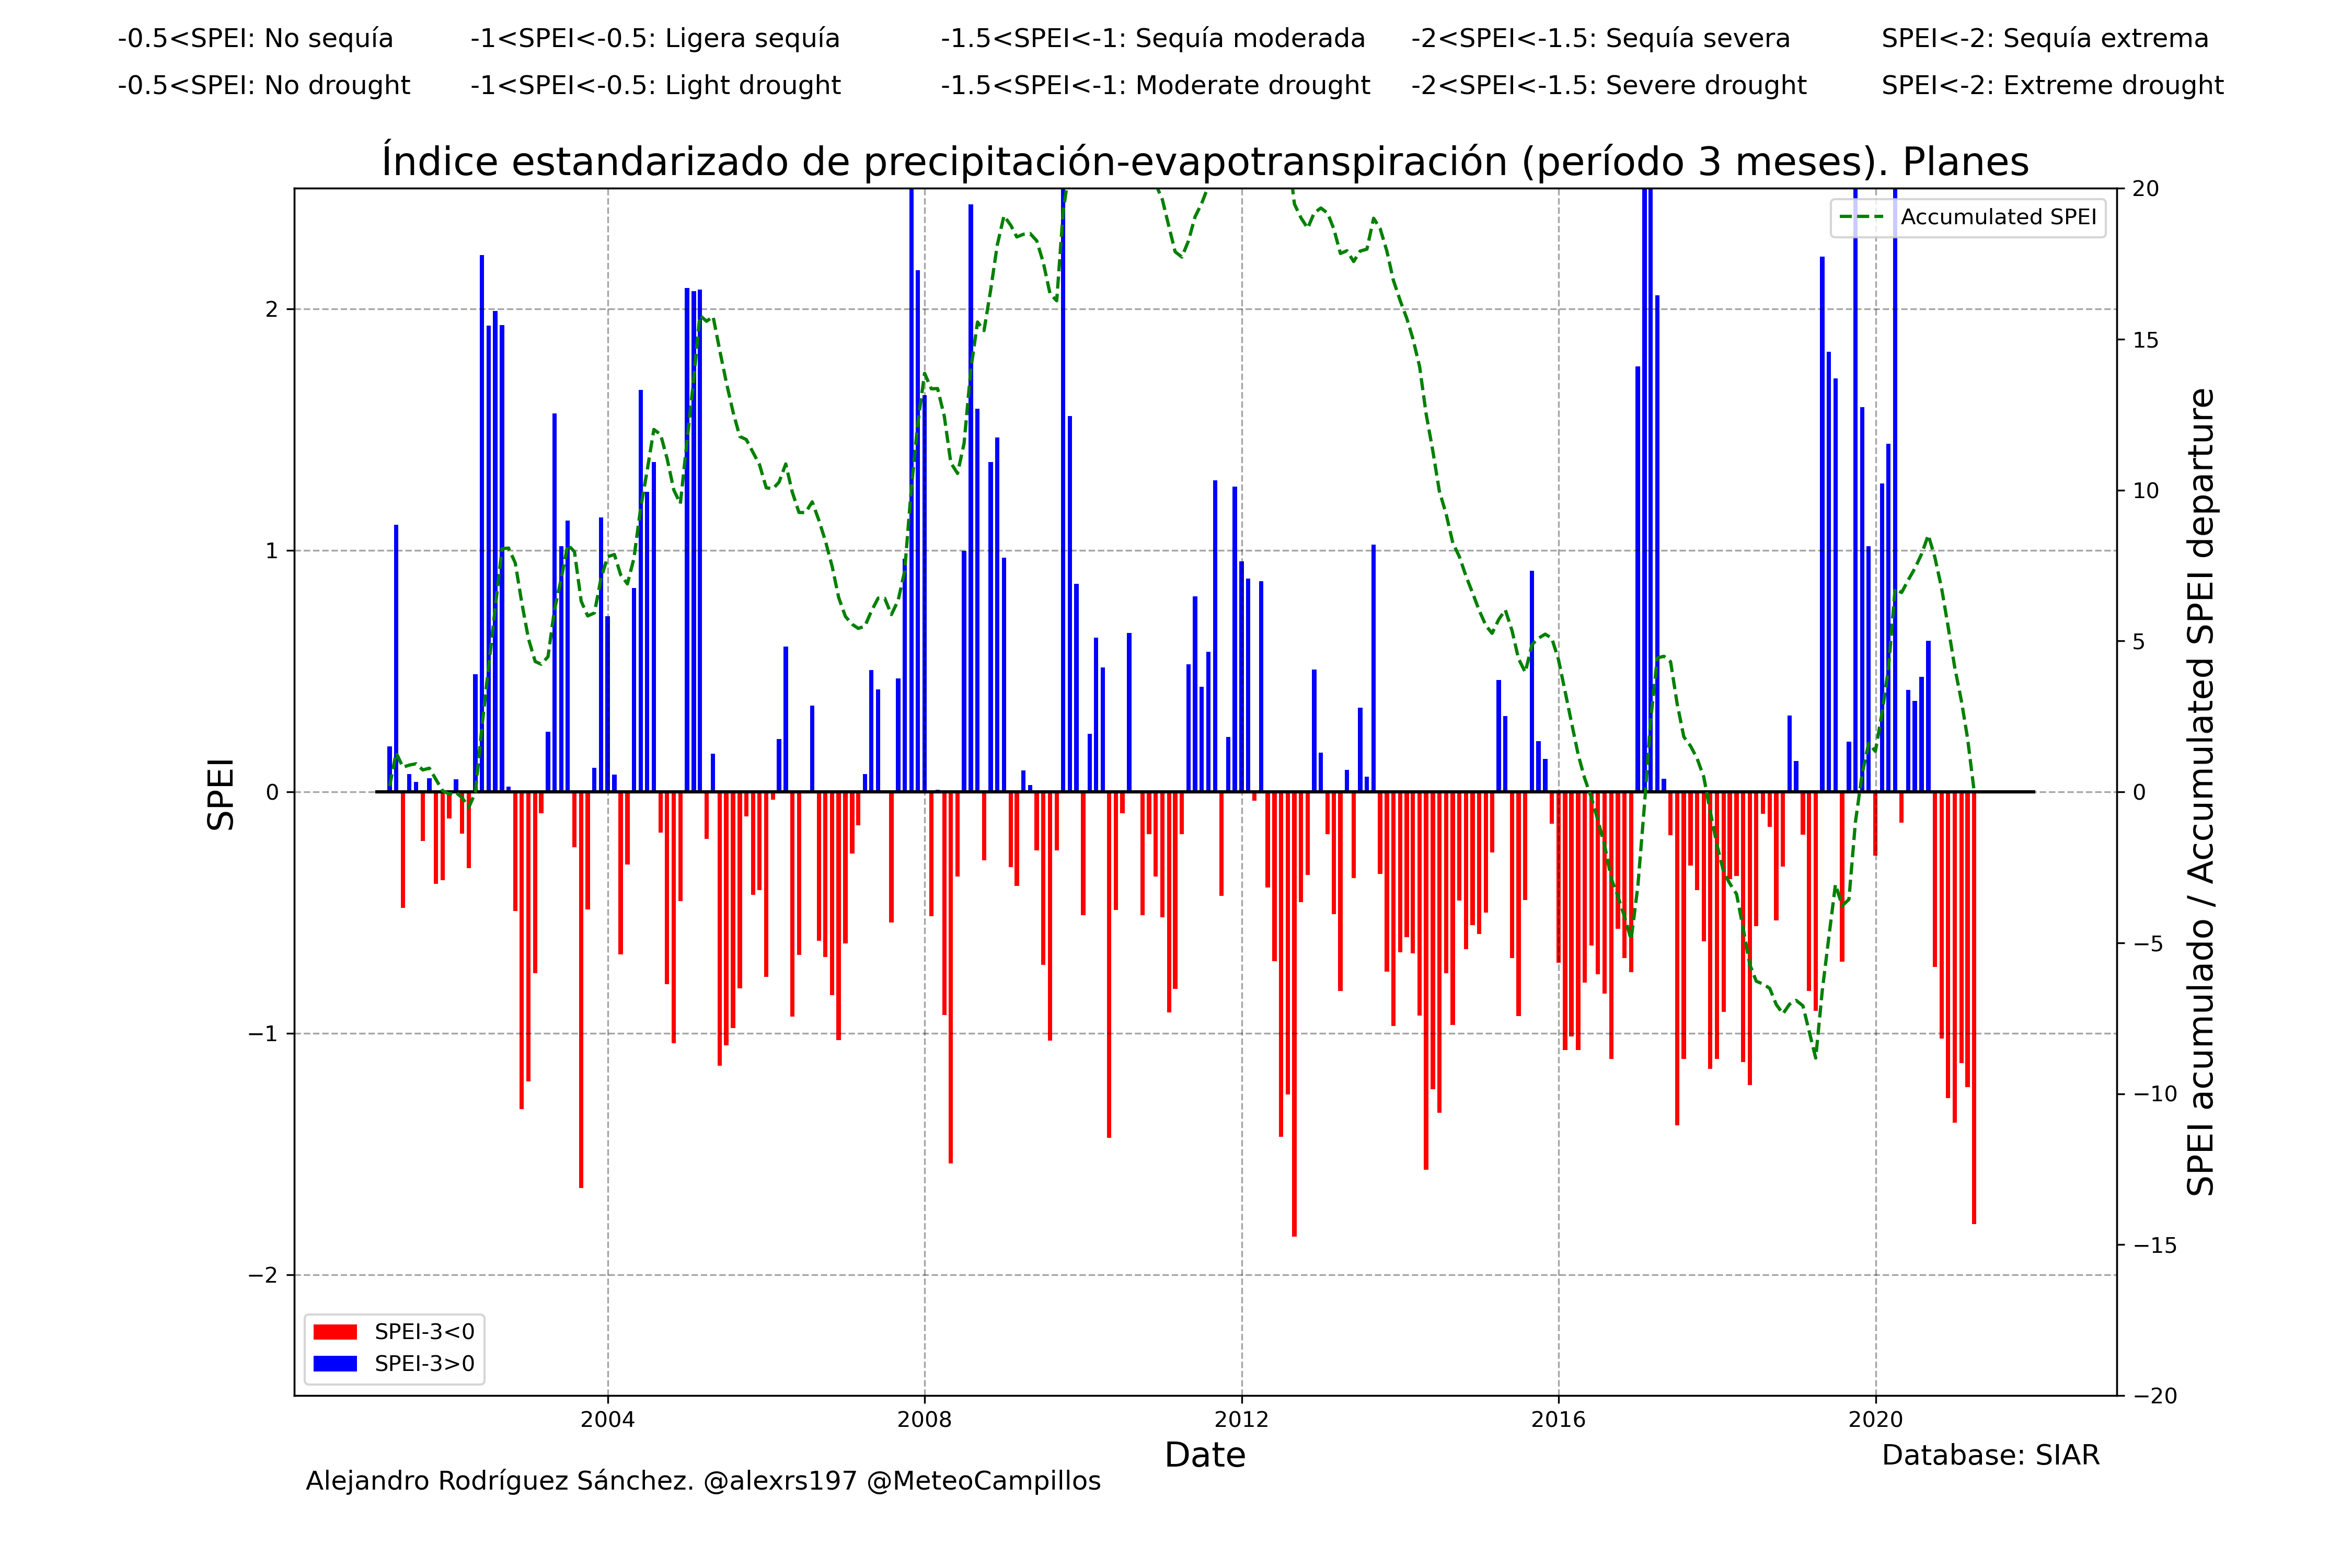 -0.5<SPEI: No sequía -1<SPEI<-0.5: Ligera sequía -1.5<SPEI<-1: Sequía moderada -2<SPEI<-1.5: Sequía severa SPEI<-2: Sequía extrema
-0.5<SPEI: No drought -1<SPEI<-0.5: Light drought -1.5<SPEI<-1: Moderate drought -2<SPEI<-1.5: Severe drought SPEI<-2: Extreme drought
Índice estandarizado de precipitación-evapotranspiración (período 3 meses). Planes
Accumulated SPEI
SPEI
2
1
0
−1
−2
20
15
10
5
0
−5
−10
−15
−20
SPEI acumulado / Accumulated SPEI departure
SPEI-3<0
SPEI-3>0
2004 2008 2012 2016 2020
Date
Database: SIAR
Alejandro Rodríguez Sánchez. @alexrs197 @MeteoCampillos